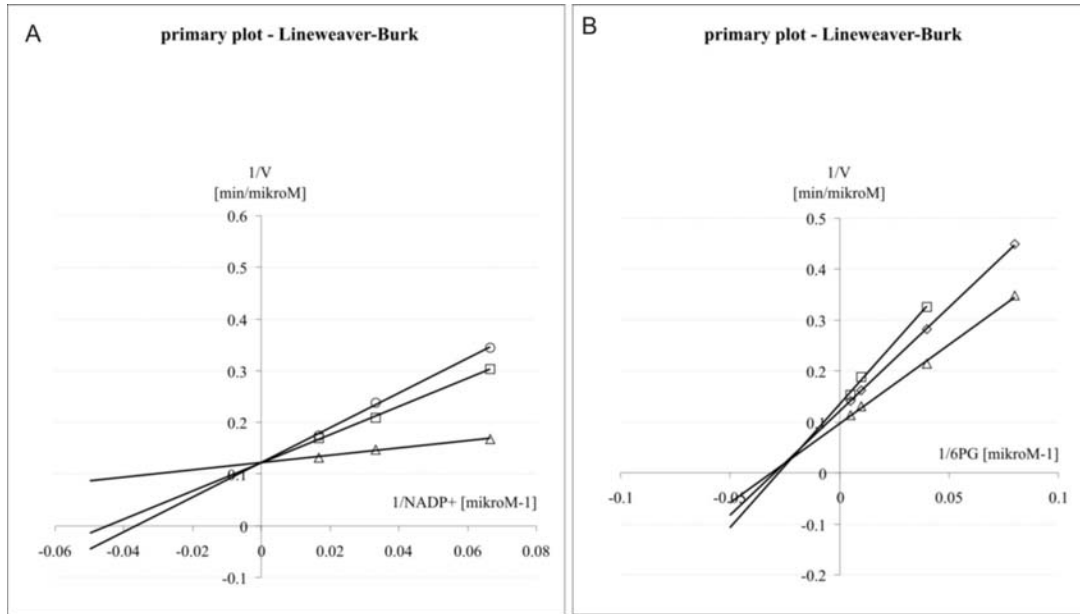 A
primary plot - Lineweaver-Burk
1/V
[min/mikroM]
0.6
0.5
0.4
0.3
0.2
0.1
1/NADP+ [mikroM-1]
0
-0.06 -0.04 -0.02 0 0.02 0.04 0.06 0.08
-0.1
B
primary plot - Lineweaver-Burk
1/V
[min/mikroM]
0.5
0.4
0.3
0.2
0.1
1/6PG [mikroM-1]
0
-0.1 -0.05 0 0.05 0.1
-0.1
-0.2